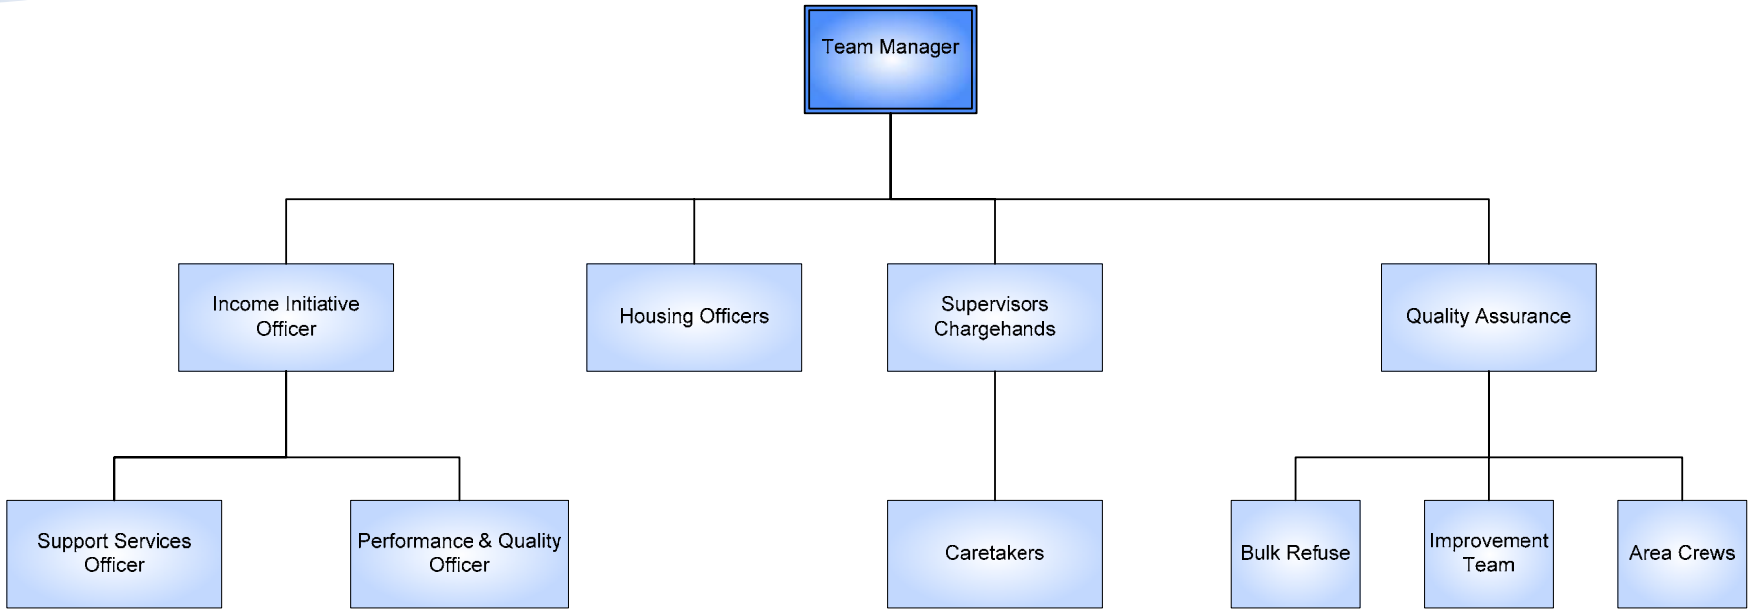 Team Manager
Income Initiative
Officer
Housing Officers
Supervisors
Chargehands
Quality Assurance
Support Services
Officer
Performance & Quality
Officer
Caretakers
Bulk Refuse
Improvement
Team
Area Crews